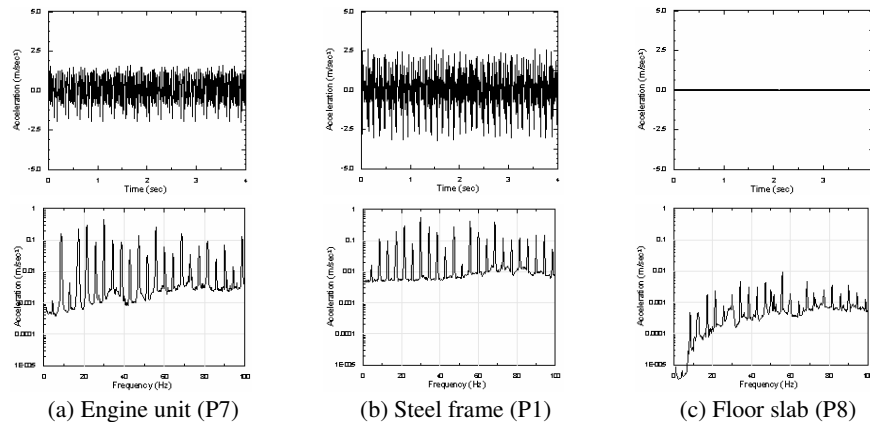 5.0
2.5
0.0
-2.5
-5.0
Acceleration (m/sec²)
0 1 2 3 4
Time (sec)
5.0
2.5
0.0
-2.5
-5.0
Acceleration (m/sec²)
0 1 2 3 4
Time (sec)
5.0
2.5
0.0
-2.5
-5.0
Acceleration (m/sec²)
0 1 2 3
Time (sec)
1
0.1
0.01
0.001
0.0001
1E-005
Acceleration (m/sec²)
0 20 40 60 80 100
Frequency (Hz)
1
0.1
0.01
0.001
0.0001
1E-005
Acceleration (m/sec²)
0 20 40 60 80 100
Frequency (Hz)
1
0.1
0.01
0.001
0.0001
1E-005
Acceleration (m/sec²)
0 20 40 60 80 100
Frequency (Hz)
(a) Engine unit (P7)
(b) Steel frame (P1)
(c) Floor slab (P8)